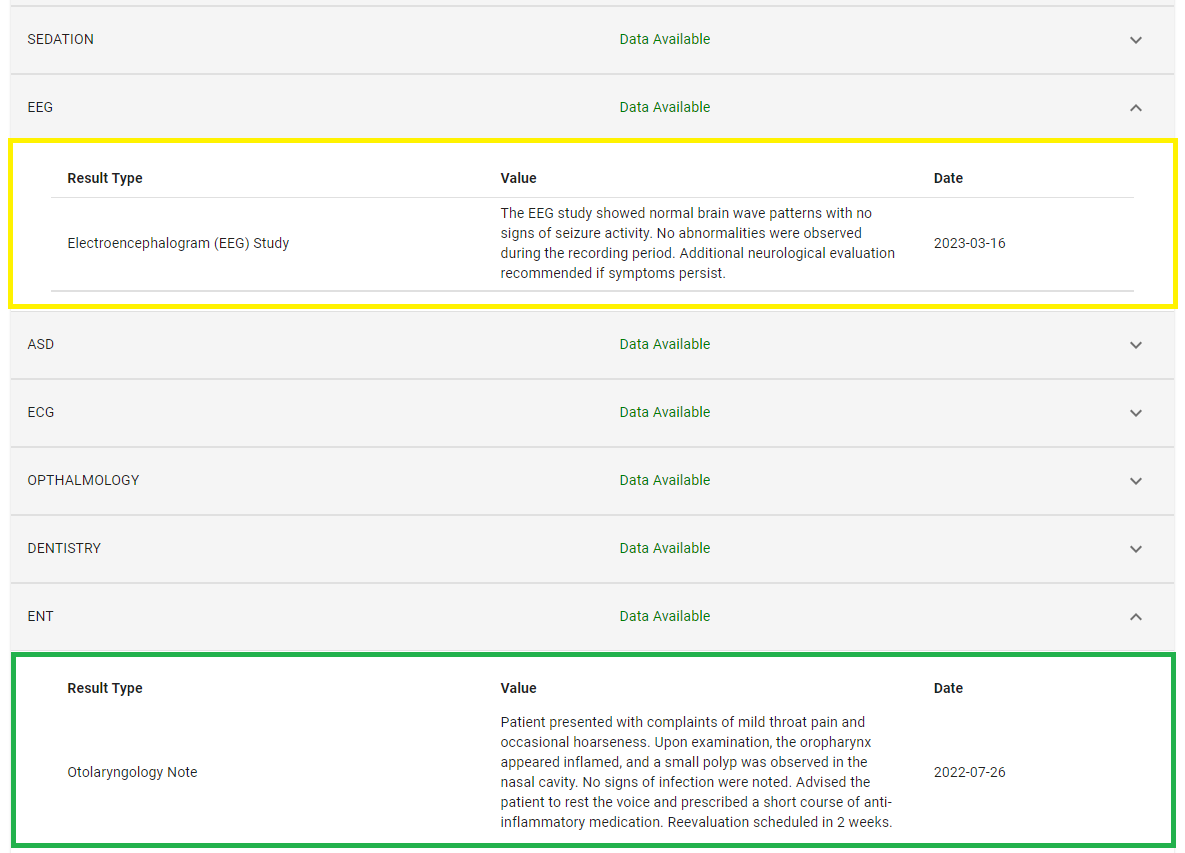 SEDATION Data Available
EEG Data Available
Result Type Value Date
Electroencephalogram (EEG) Study
The EEG study showed normal brain wave patterns with no
signs of seizure activity. No abnormalities were observed
during the recording period. Additional neurological evaluation
recommended if symptoms persist.
2023-03-16
ASD Data Available
ECG Data Available
OPTHALMOLOGY Data Available
DENTISTRY Data Available
ENT Data Available
Result Type Value Date
Otolaryngology Note
Patient presented with complaints of mild throat pain and
occasional hoarseness. Upon examination, the oropharynx
appeared inflamed, and a small polyp was observed in the
nasal cavity. No signs of infection were noted. Advised the
patient to rest the voice and prescribed a short course of anti-
inflammatory medication. Reevaluation scheduled in 2 weeks.
2022-07-26